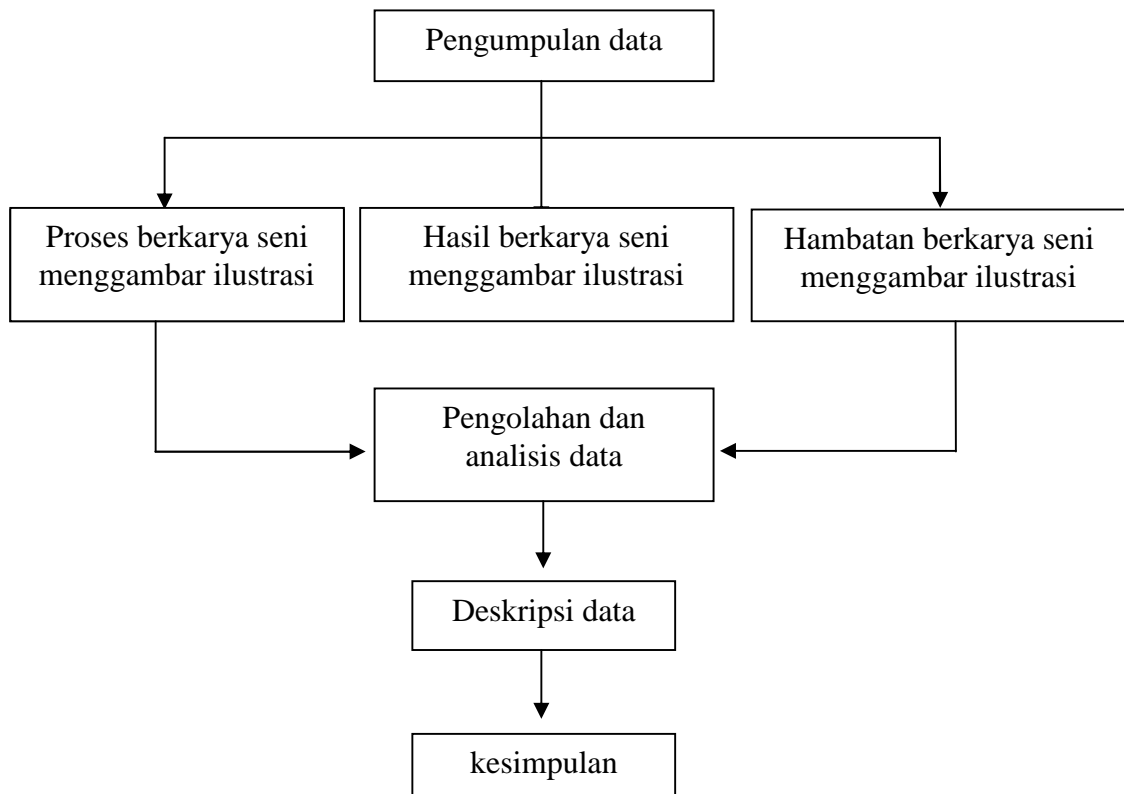 Pengumpulan data
Proses berkarya seni
menggambar ilustrasi
Hasil berkarya seni
menggambar ilustrasi
Hambatan berkarya seni
menggambar ilustrasi
Pengolahan dan
analisis data
Deskripsi data
kesimpulan